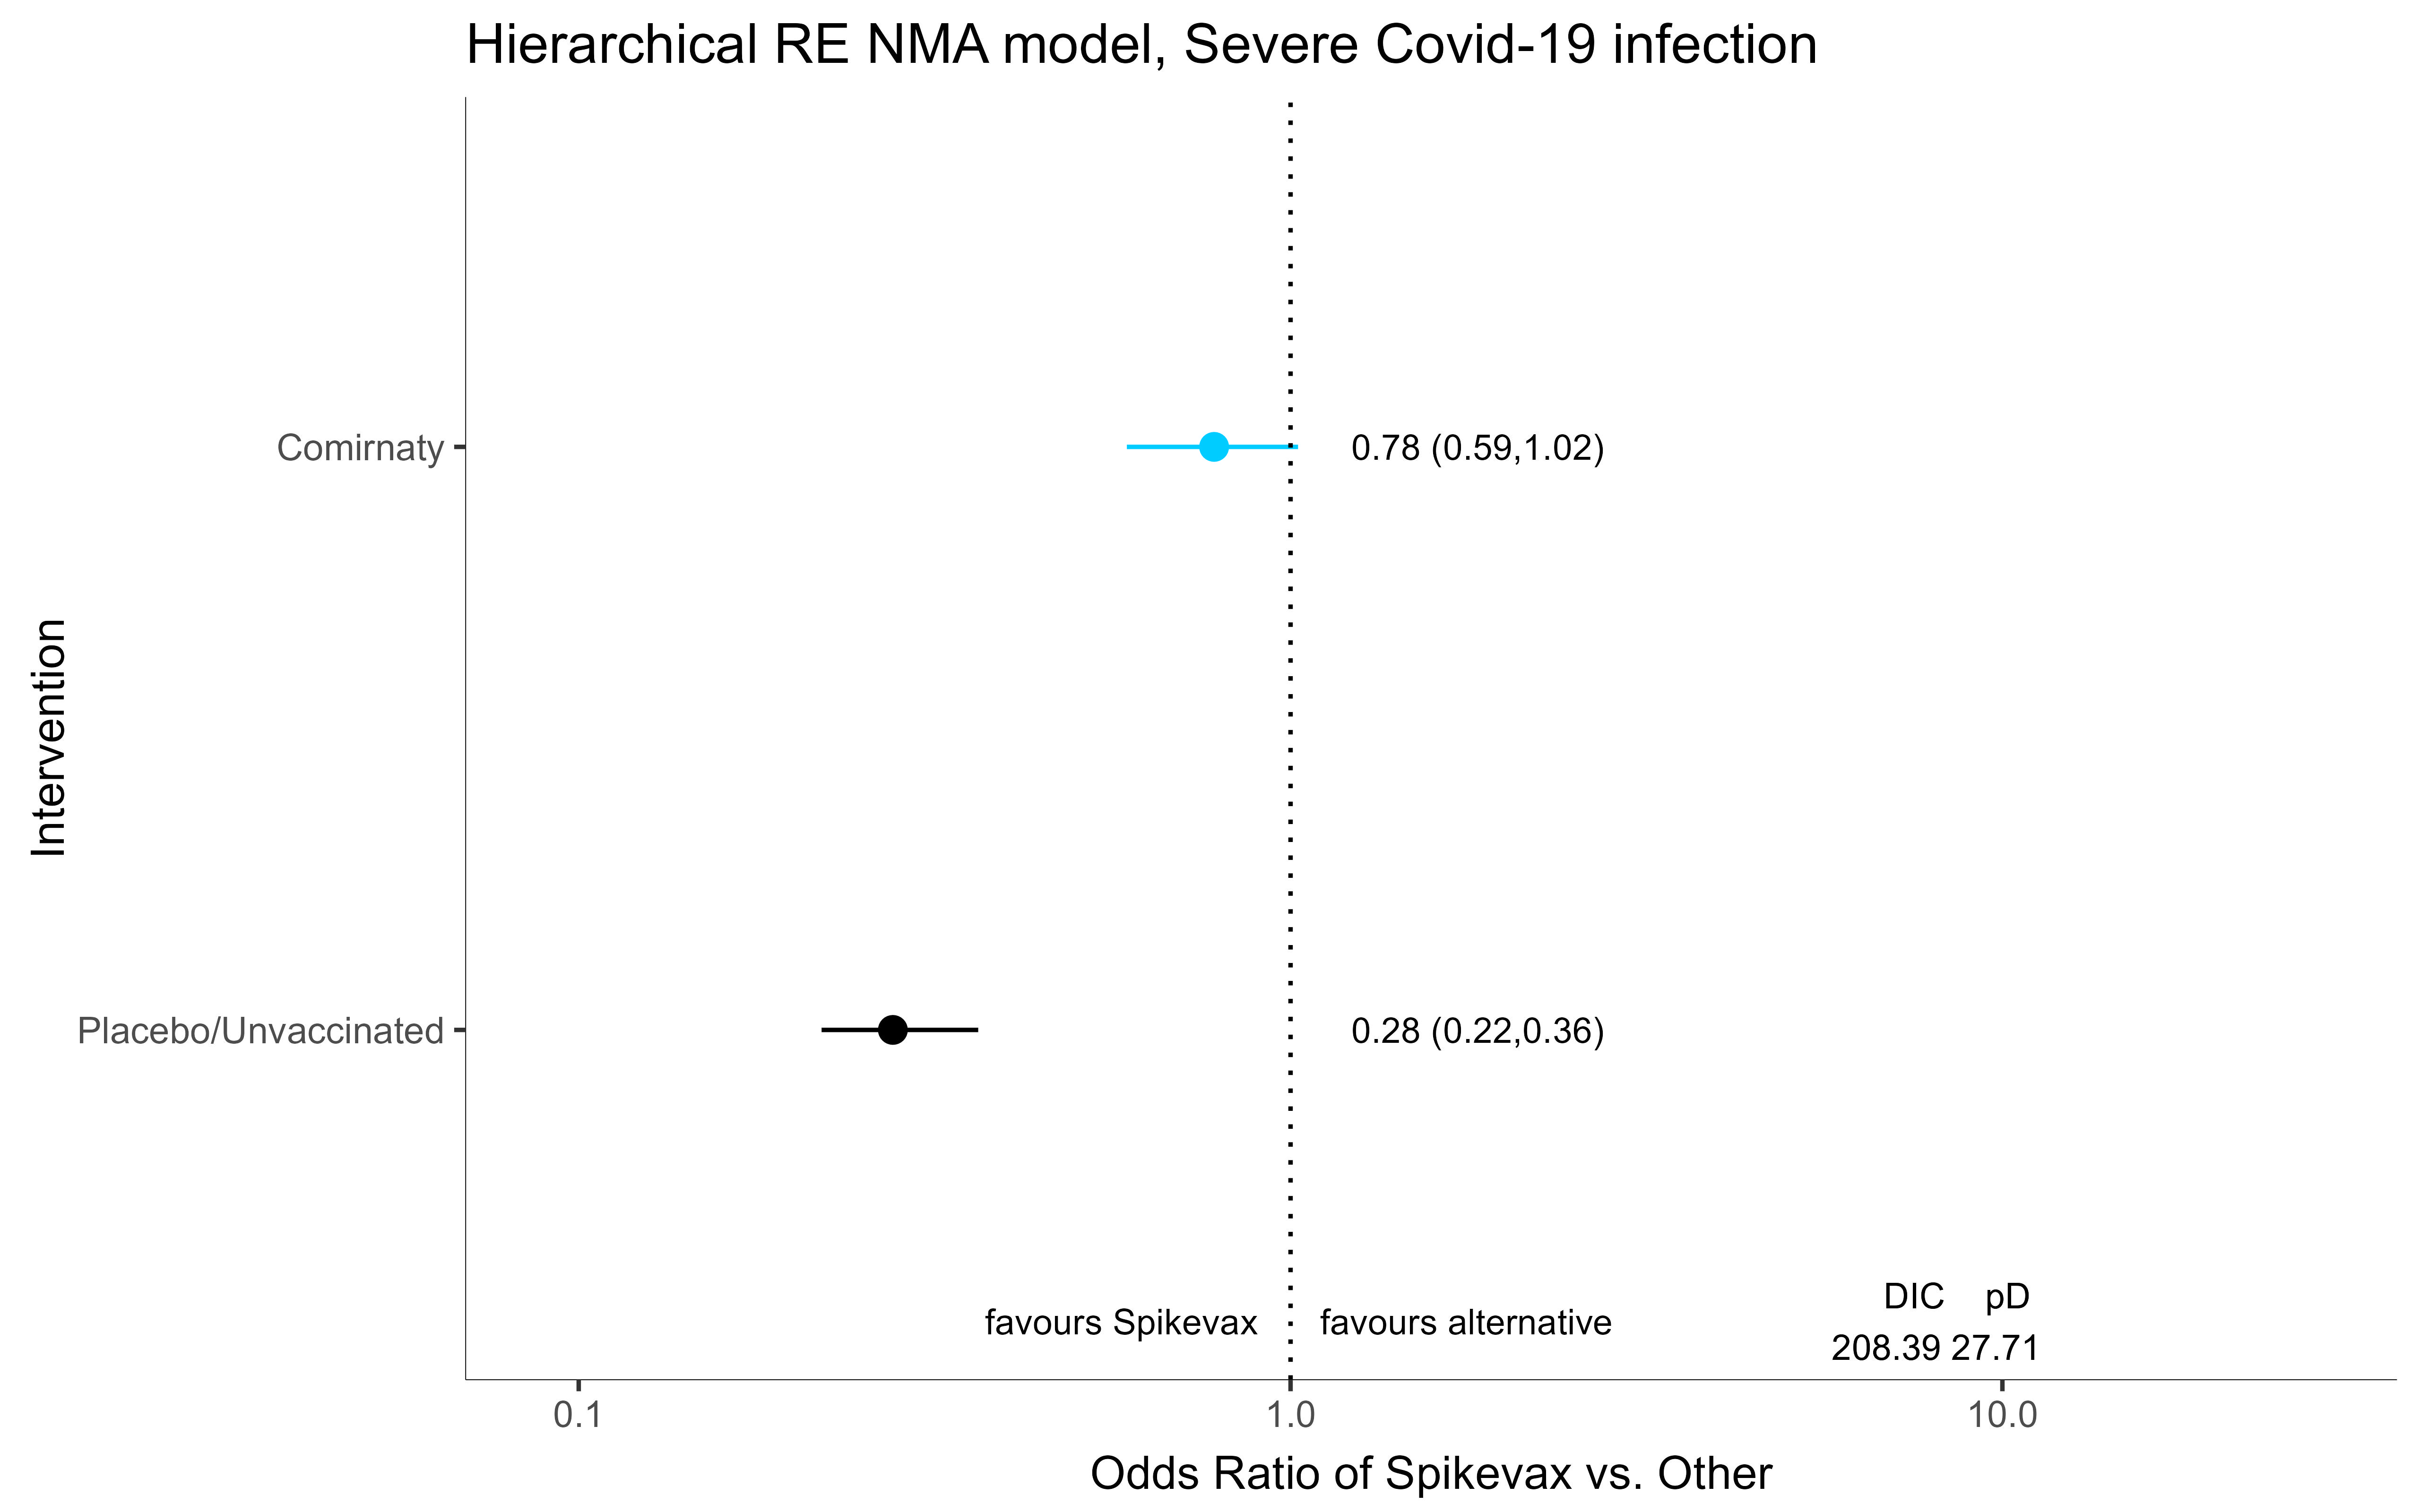 Hierarchical RE NMA model, Severe Covid-19 infection
Intervention
Comirnaty
0.78 (0.59,1.02)
Placebo/Unvaccinated
0.28 (0.22,0.36)
favours Spikevax
favours alternative
DIC pD
208.39 27.71
0.1
1.0
10.0
Odds Ratio of Spikevax vs. Other